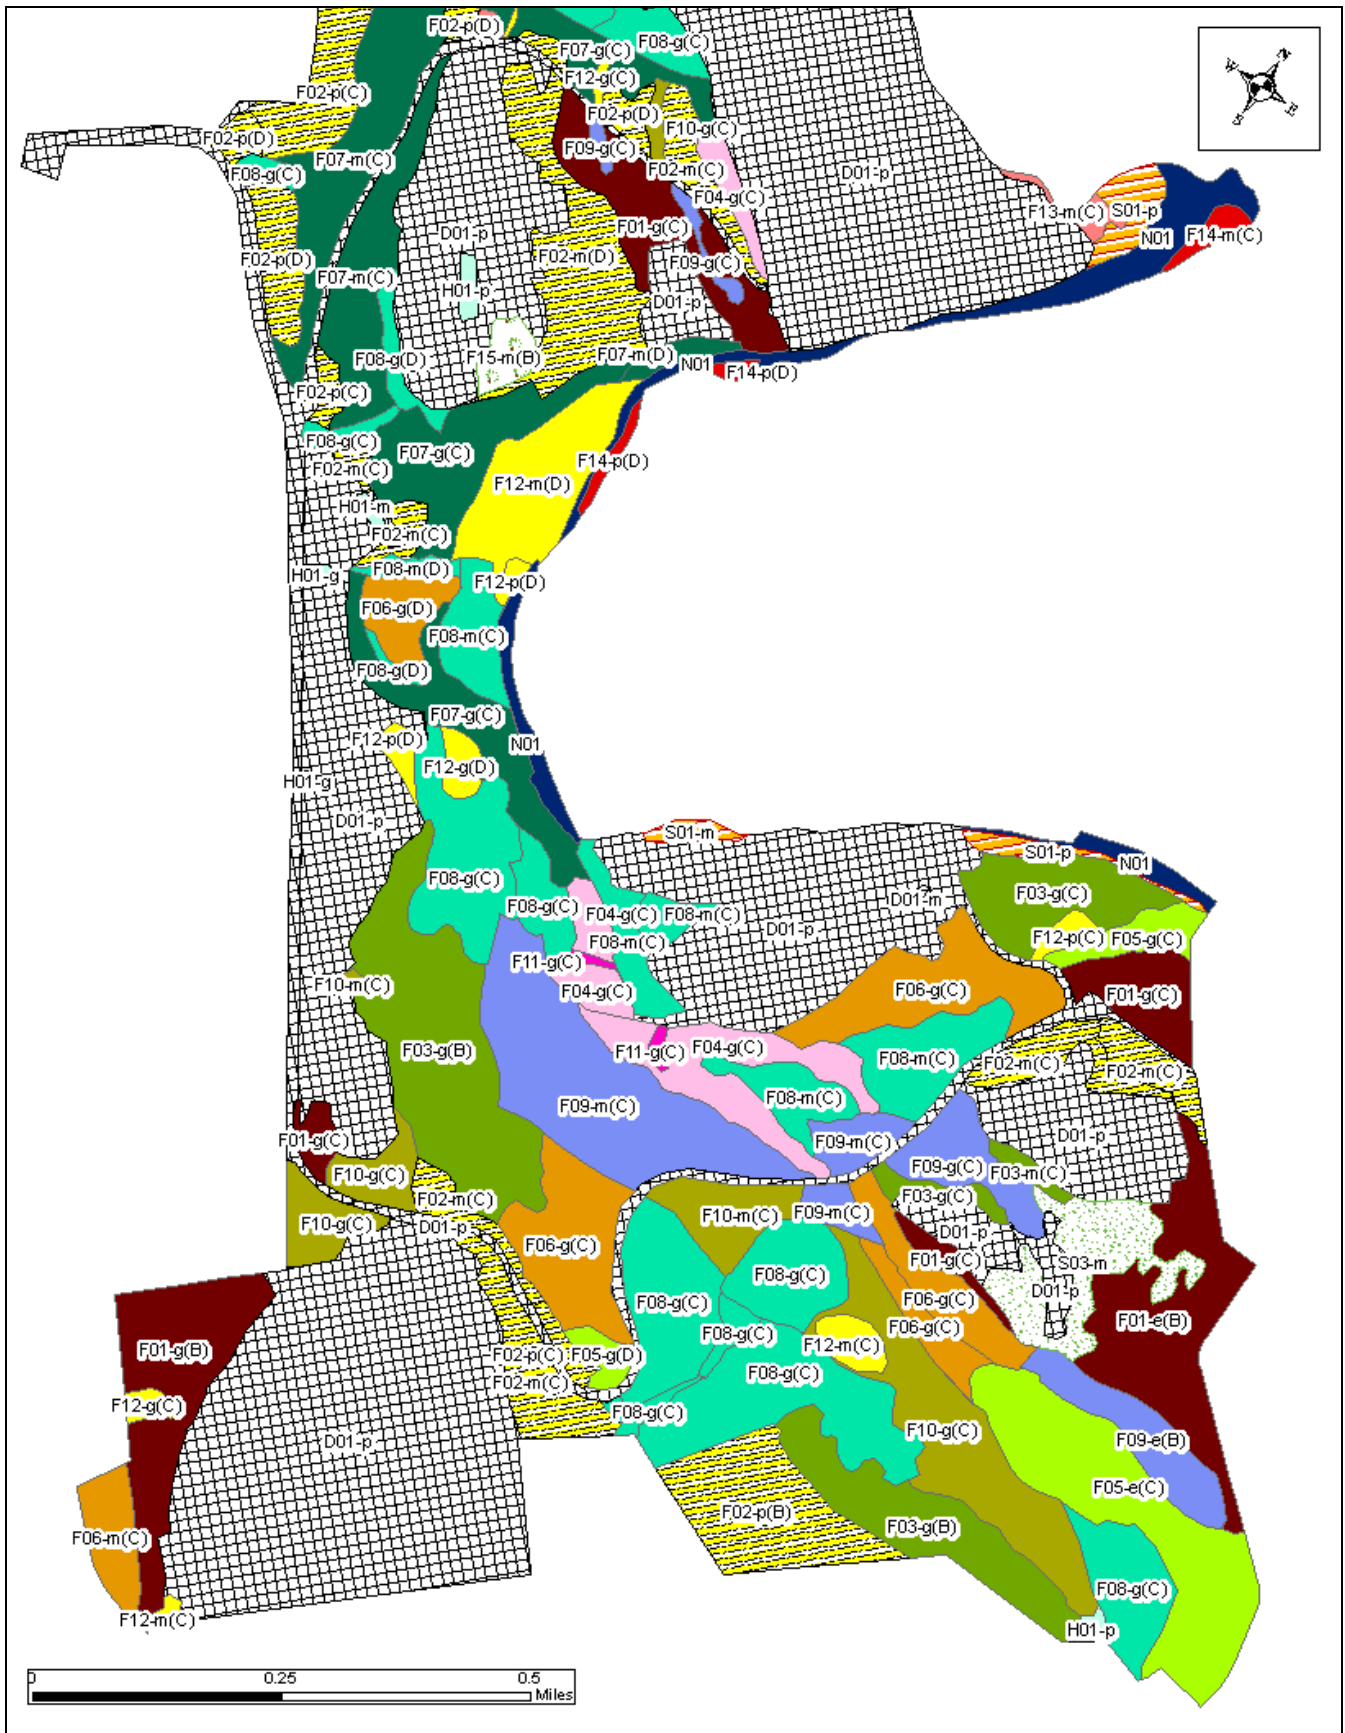 F02-p(D)
F07-g(C)
F08-g(C)
F12-g(C)
F02-p(C)
F02-p(D)
F02-p(D)
F10-g(C)
F07-m(C)
F09-g(C)
F08-g(C)
F02-m(C)
D01-p
F04-g(C)
F13-m(C)
S01-p
F01-g(C)
D01-p
N01
F14-m(C)
F02-p(D)
F02-m(D)
F09-g(C)
F07-m(C)
H01-p
D01-p
F08-g(D)
F15-m(B)
F07-m(D)
N01
F14-p(D)
F02-p(C)
F08-g(C)
F07-g(C)
F02-m(C)
F14-p(D)
F12-m(D)
H01-m
F02-m(C)
H01-g
F08-m(D)
F12-p(D)
F06-g(D)
F08-m(C)
F08-g(D)
F07-g(C)
F12-p(D)
N01
F12-g(D)
H01-g
D01-p
S01-m
S01-p
N01
F08-g(C)
F03-g(C)
D01-m
F08-g(C)
F04-g(C)
F08-m(C)
D01-p
F08-m(C)
F12-p(C)
F05-g(C)
F11-g(C)
F10-m(C)
F04-g(C)
F06-g(C)
F01-g(C)
F03-g(B)
F11-g(C)
F04-g(C)
F08-m(C)
F02-m(C)
F02-m(C)
F08-m(C)
F09-m(C)
F01-g(C)
F09-m(C)
D01-p
F10-g(C)
F09-g(C)
F03-m(C)
F02-m(C)
F03-g(C)
F10-g(C)
D01-p
F10-m(C)
F09-m(C)
D01-p
F06-g(C)
F01-g(C)
S03-m
F08-g(C)
D01-p
F08-g(C)
F06-g(C)
F01-e(B)
F08-g(C)
F06-g(C)
F01-g(B)
F02-p(C)
F05-g(D)
F12-m(C)
F02-m(C)
F08-g(C)
F12-g(C)
F08-g(C)
D01-p
F10-g(C)
F09-e(B)
F05-e(C)
F02-p(B)
F03-g(B)
F06-m(C)
F08-g(C)
F12-m(C)
H01-p
0 0.25 0.5
Miles